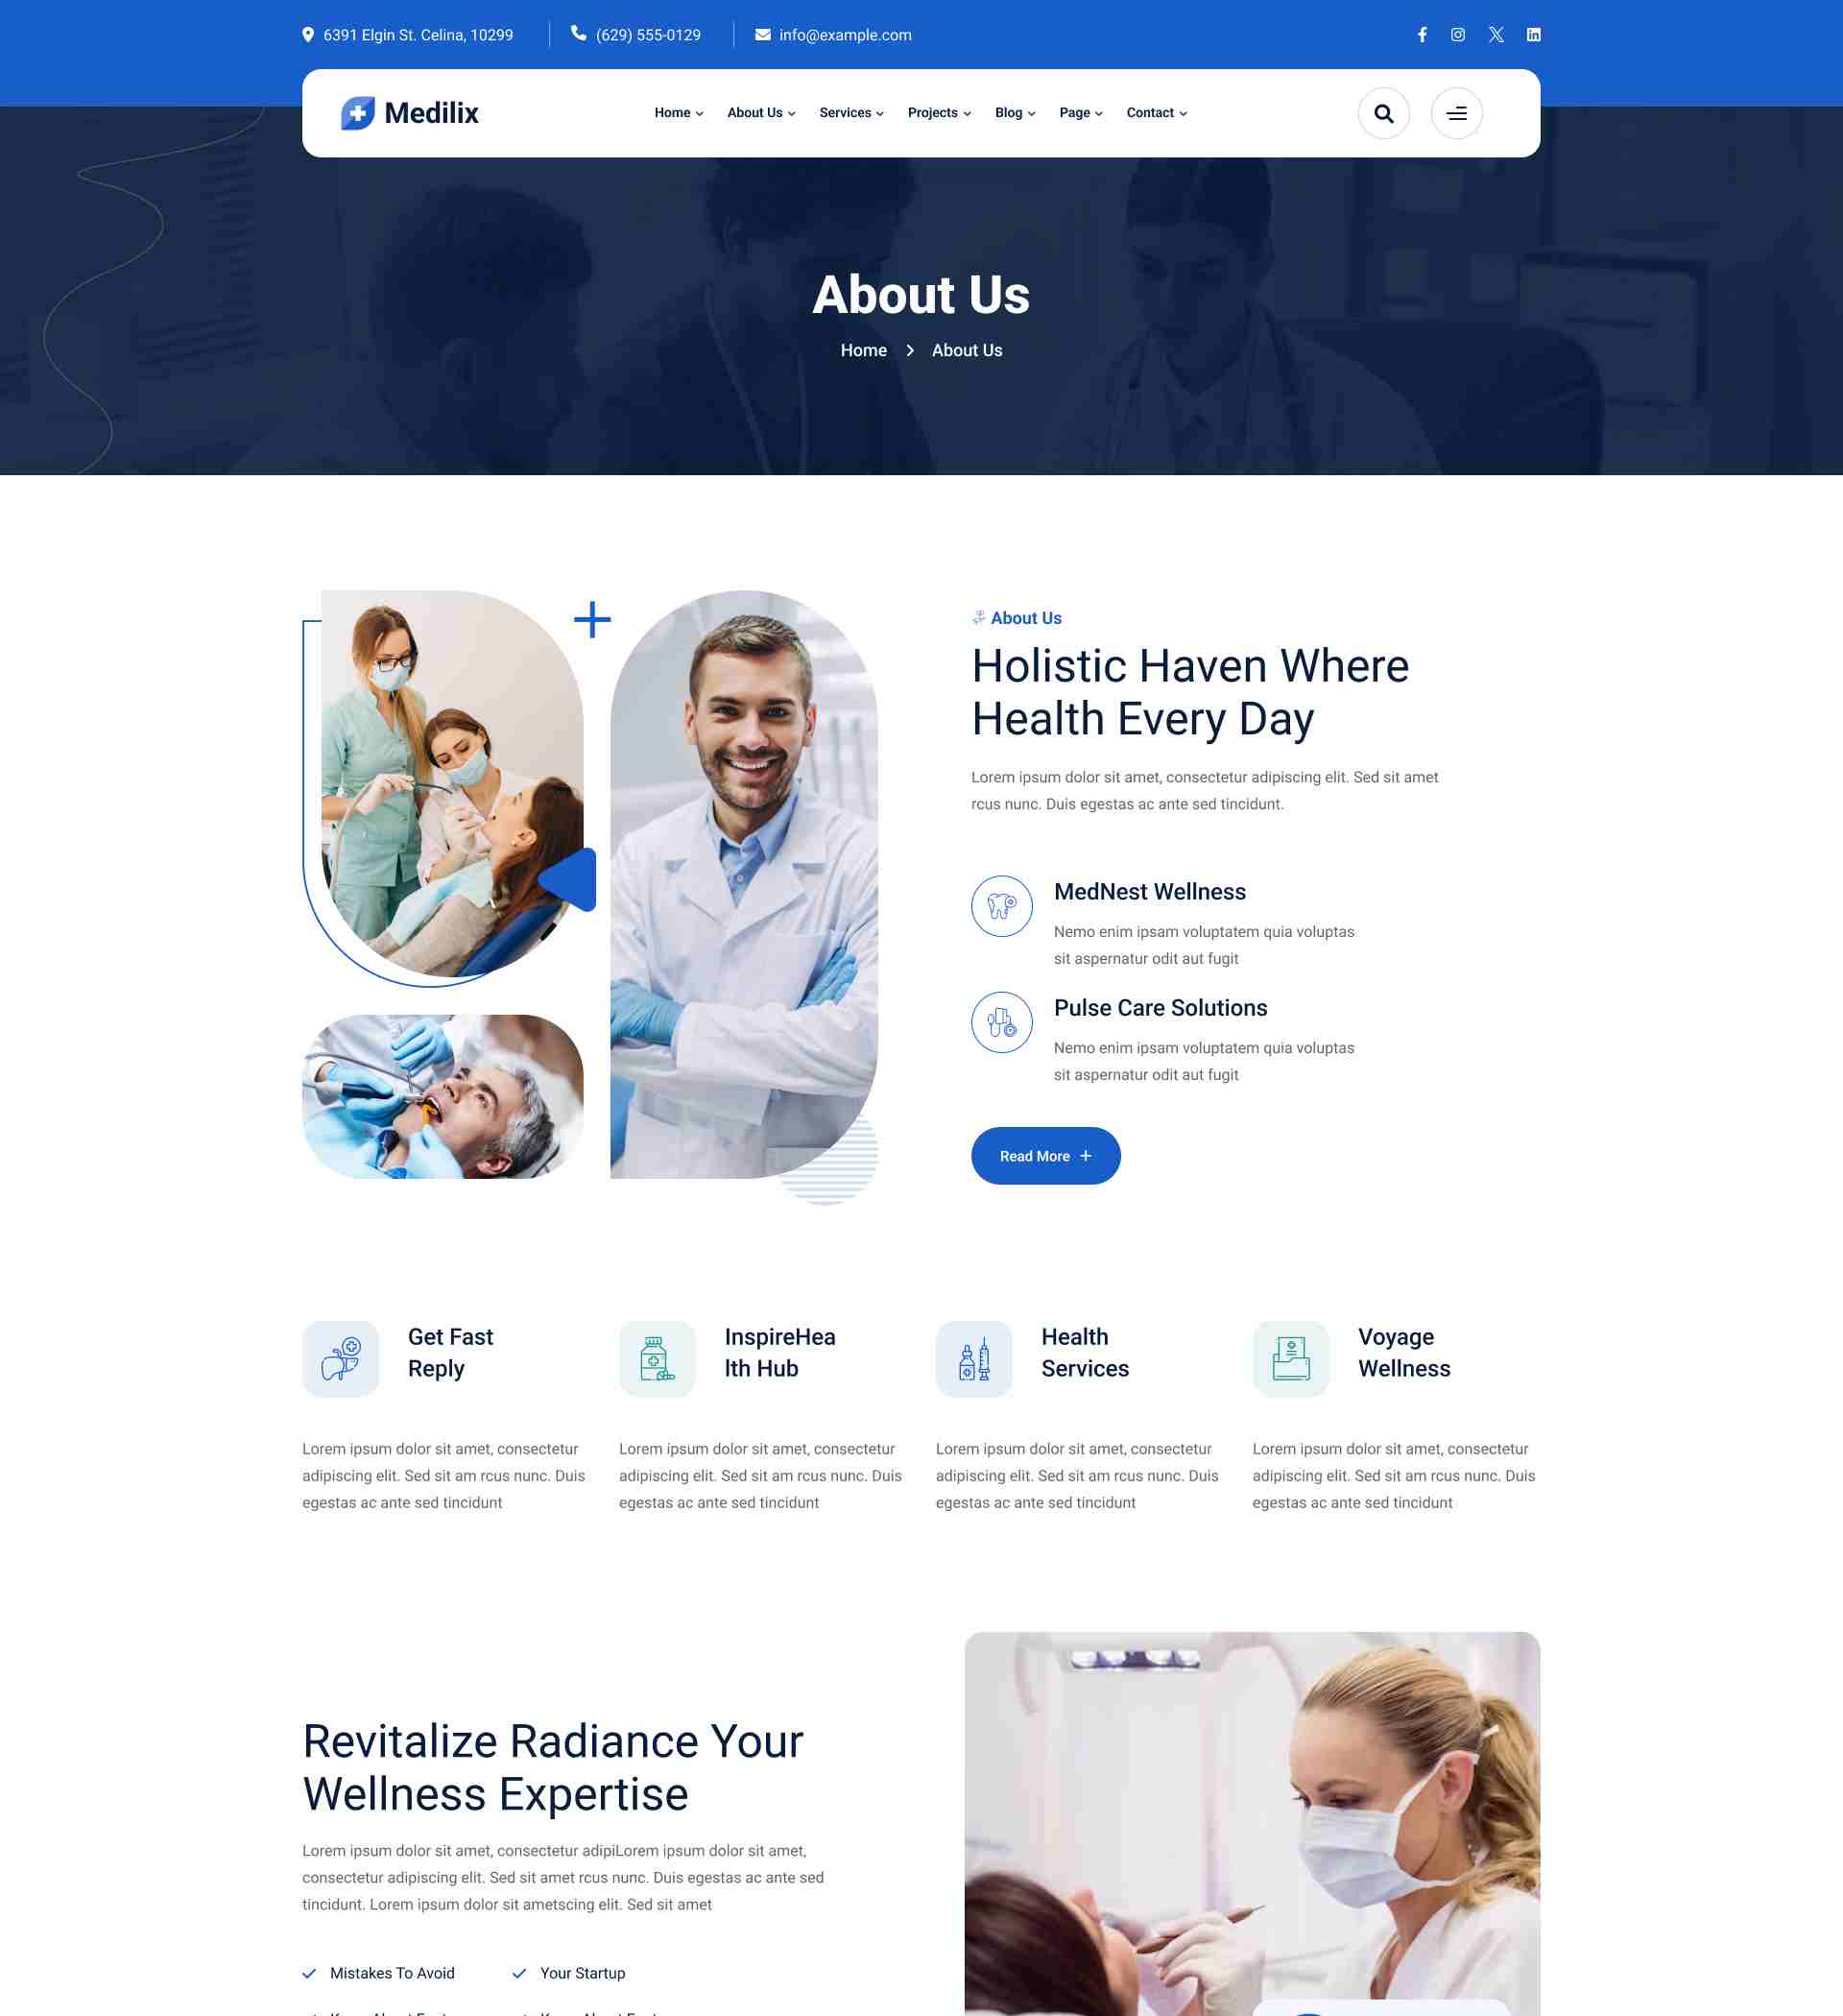 6391 Elgin St. Celina, 10299
(629) 555-0129
info@example.com
Medilix
Home
About Us
Services
Projects
Blog
Page
Contact
About Us
Home
About Us
About Us
Holistic Haven Where
Health Every Day
Lorem ipsum dolor sit amet, consectetur adipiscing elit. Sed sit amet
rcus nunc. Duis egestas ac ante sed tincidunt.
MedNest Wellness
Nemo enim ipsam voluptatem quia voluptas
sit aspernatur odit aut fugit
Pulse Care Solutions
Nemo enim ipsam voluptatem quia voluptas
sit aspernatur odit aut fugit
Read More +
Get Fast
Reply
Lorem ipsum dolor sit amet, consectetur
adipiscing elit. Sed sit am rcus nunc. Duis
egestas ac ante sed tincidunt
InspireHea
lth Hub
Lorem ipsum dolor sit amet, consectetur
adipiscing elit. Sed sit am rcus nunc. Duis
egestas ac ante sed tincidunt
Health
Services
Lorem ipsum dolor sit amet, consectetur
adipiscing elit. Sed sit am rcus nunc. Duis
egestas ac ante sed tincidunt
Voyage
Wellness
Lorem ipsum dolor sit amet, consectetur
adipiscing elit. Sed sit am rcus nunc. Duis
egestas ac ante sed tincidunt
Revitalize Radiance Your
Wellness Expertise
Lorem ipsum dolor sit amet, consectetur adipiLorem ipsum dolor sit amet,
consectetur adipiscing elit. Sed sit amet rcus nunc. Duis egestas ac ante sed
tincidunt. Lorem ipsum dolor sit ametscing elit. Sed sit amet
Mistakes To Avoid
Your Startup